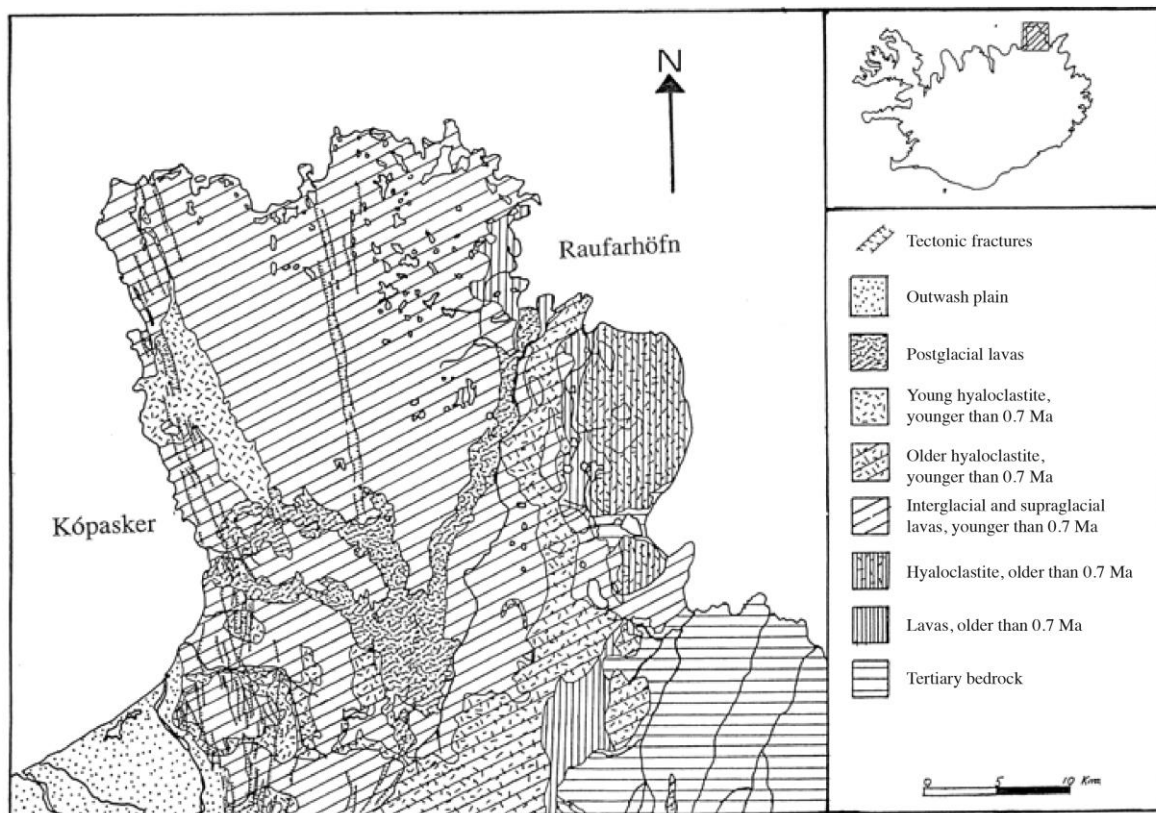 N
Raufarhöfn
Kópasker
Tectonic fractures
Outwash plain
Postglacial lavas
Young hyaloclastite,
younger than 0.7 Ma
Older hyaloclastite,
younger than 0.7 Ma
Interglacial and supraglacial
lavas, younger than 0.7 Ma
Hyaloclastite, older than 0.7 Ma
Lavas, older than 0.7 Ma
Tertiary bedrock
0 5 10 Km